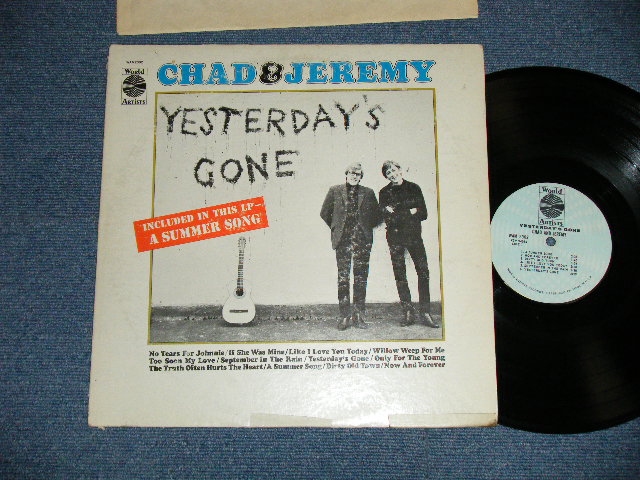 World
Artists
CHAD & JEREMY
YESTERDAY'S
GONE
INCLUDED IN THIS LP—
A SUMMER SONG
No Tears For Johnnie/If She Was Mine/Like I Love You Today/Willow Weep For Me
Too Soon My Love/September In The Rain/Yesterday's Gone/Only For The Young
The Truth Often Hurts The Heart/A Summer Song/Dirty Old Town/Now And Forever
World
Artists
YESTERDAY'S GONE
CHAD AND JEREMY